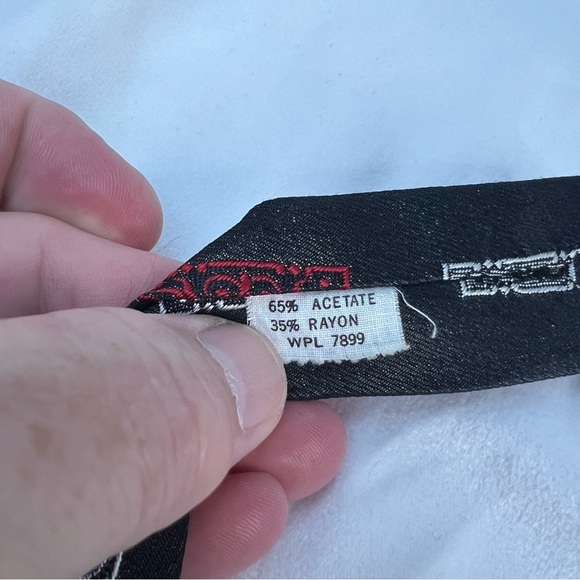 65% ACETATE
35% RAYON
WPL 7899